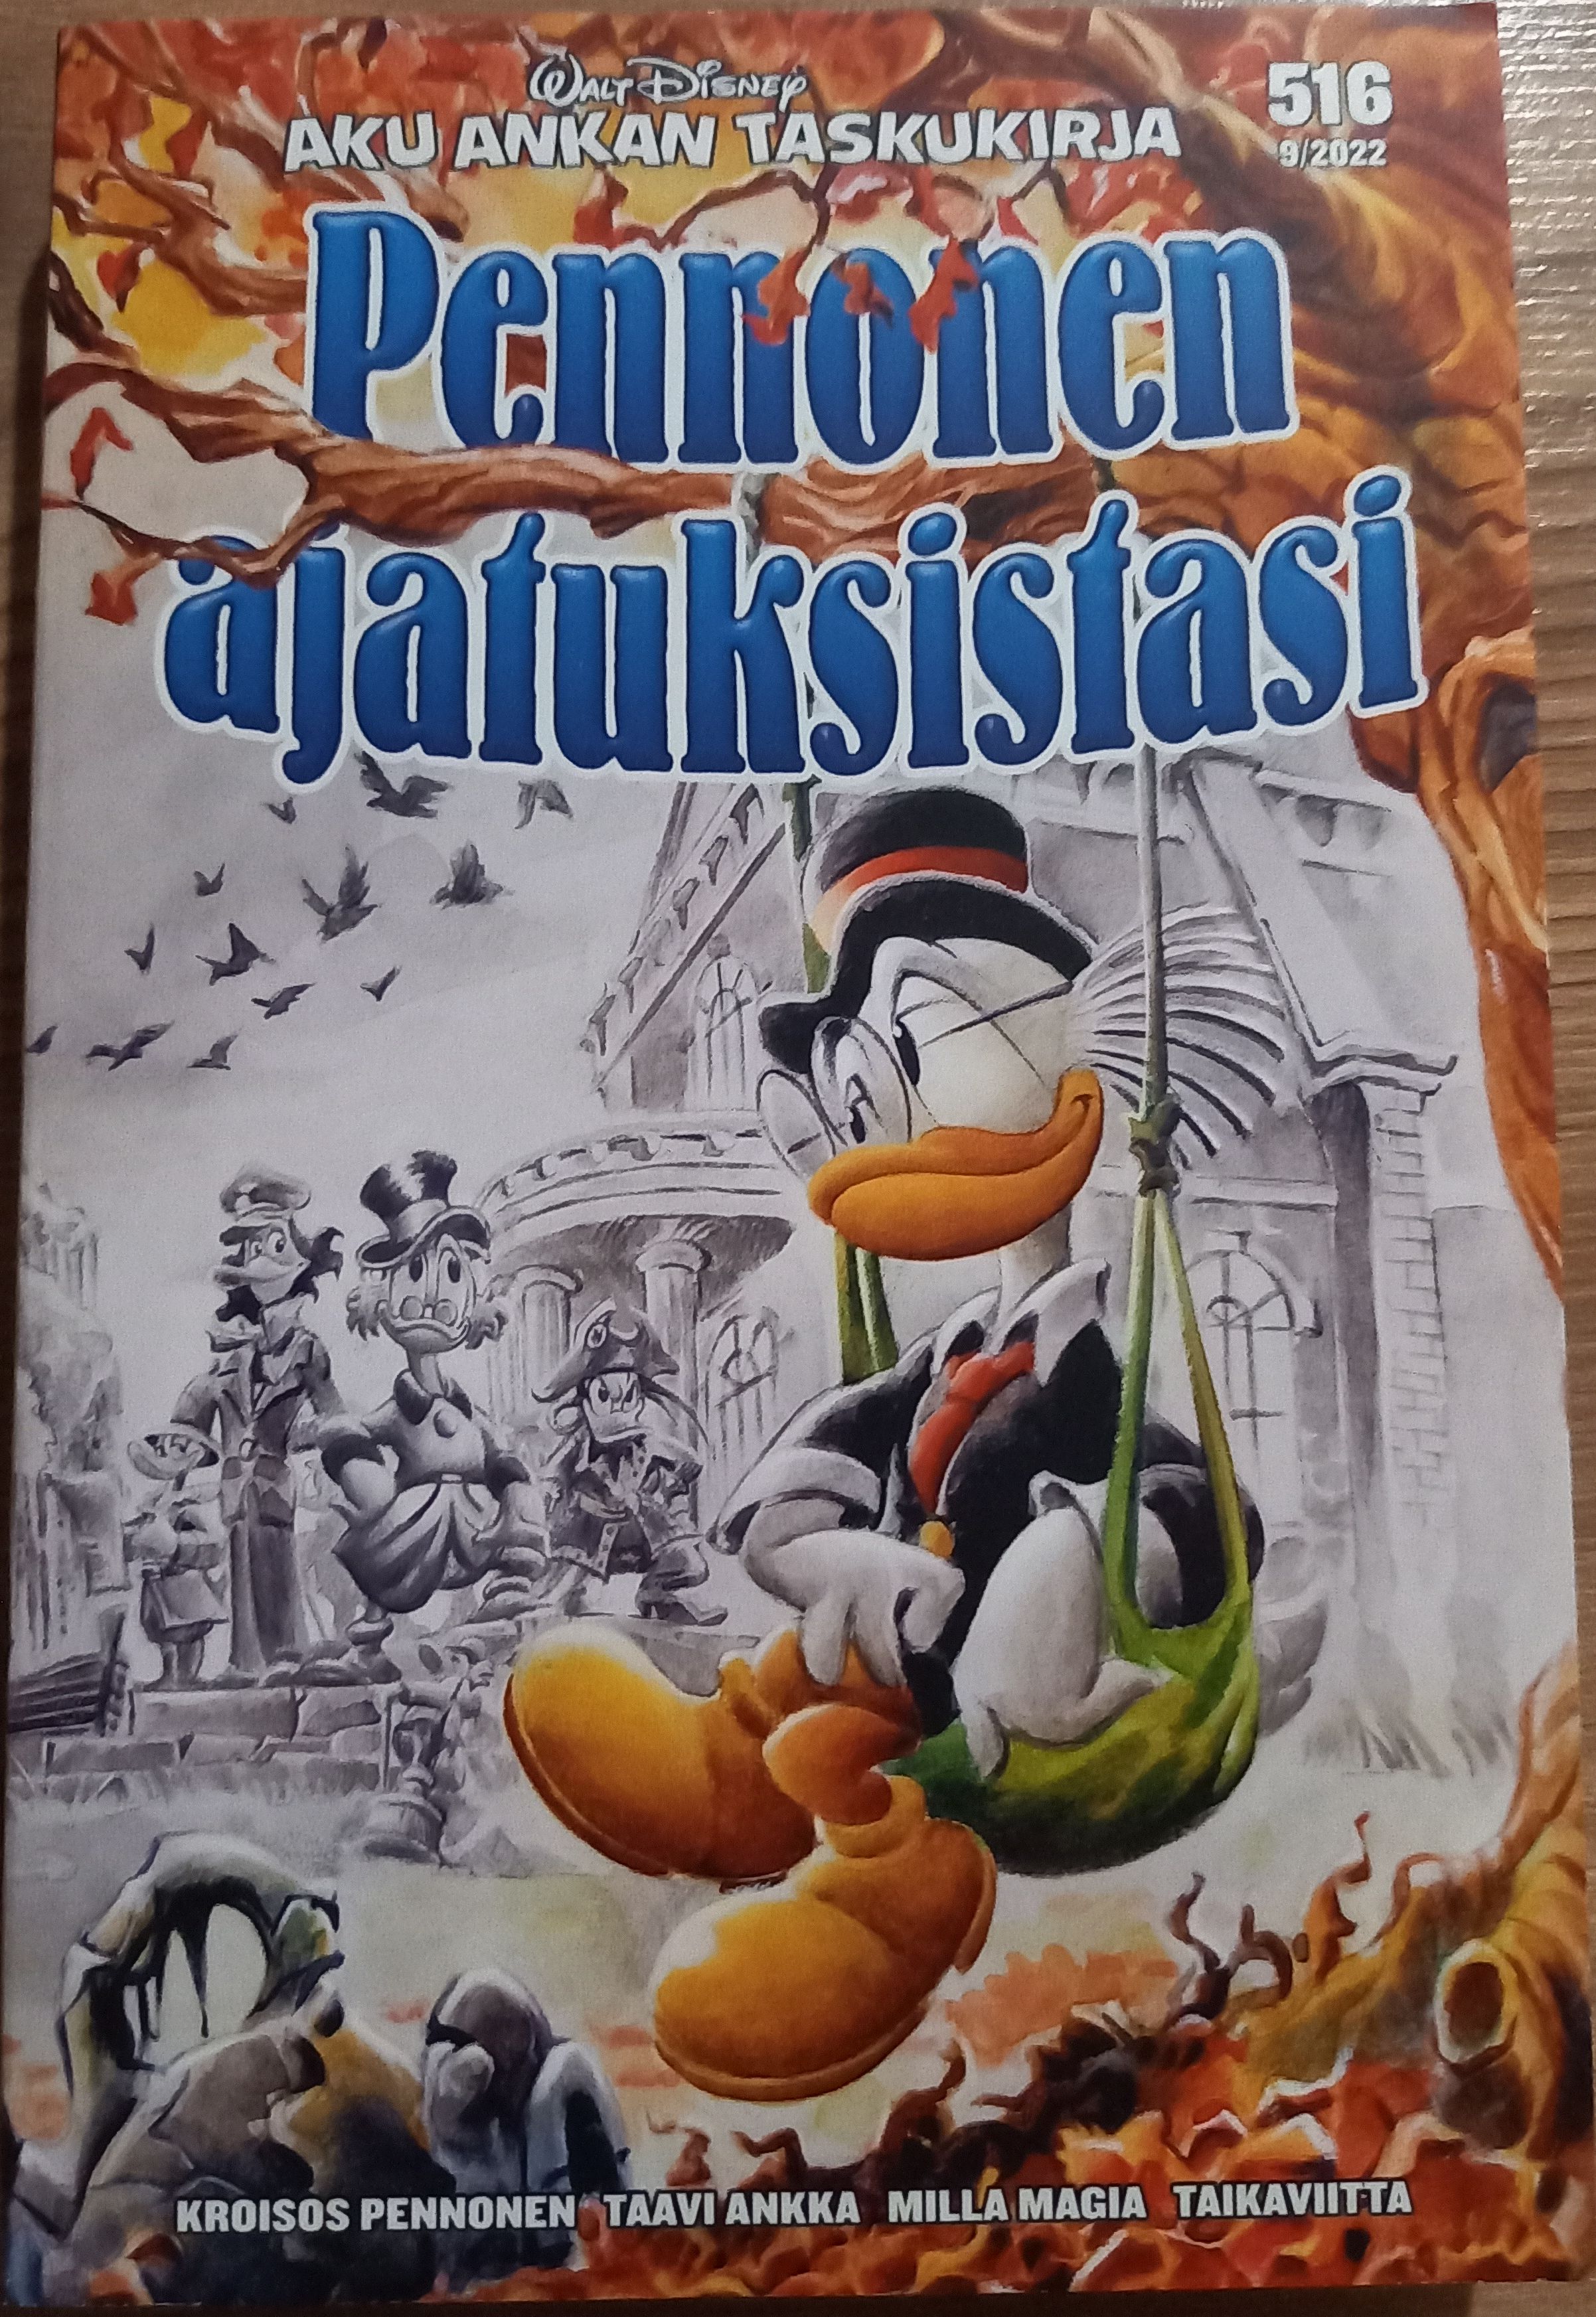 Walt Disney
AKU ANKAN TASKUKIRJA
516
9/2022
Pennonen
ajatuksistasi
KROISOS PENNONEN TAAVI ANKKA MILLA MAGIA TAIKAVIITTA